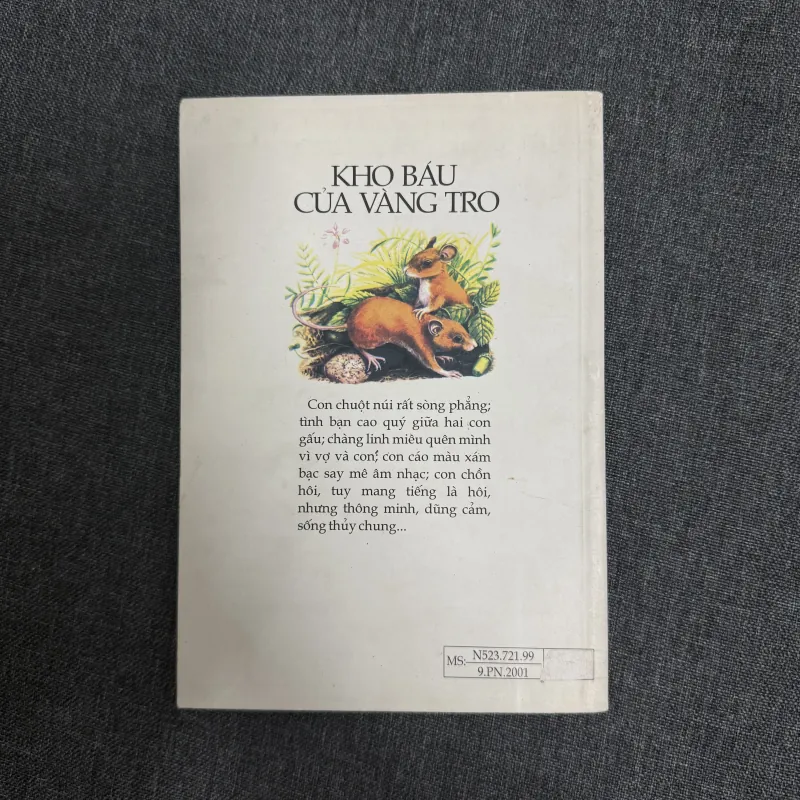 KHO BÁU
CỦA VÀNG TRO
Con chuột núi rất sòng phẳng;
tình bạn cao quý giữa hai con
gấu; chàng linh miêu quên mình
vì vợ và con; con cáo màu xám
bạc say mê âm nhạc; con chồn
hôi, tuy mang tiếng là hôi,
nhưng thông minh, dũng cảm,
sống thủy chung...
MS: N523.721.99
9.PN.2001